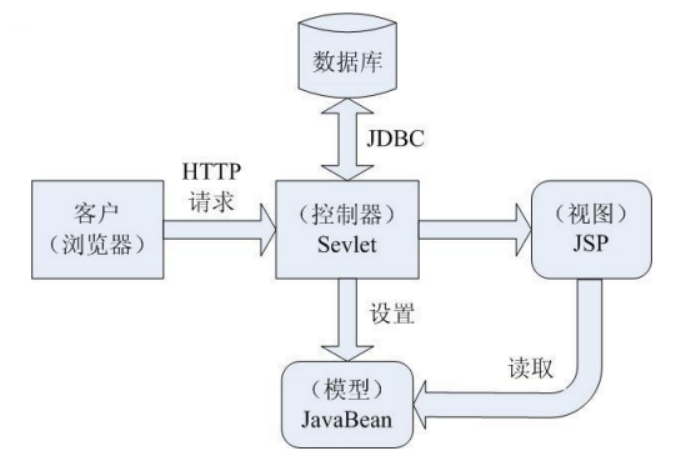 数据库
JDBC
HTTP
请求
客户
（浏览器）
（控制器）
Sevlet
（视图）
JSP
设置
读取
（模型）
JavaBean